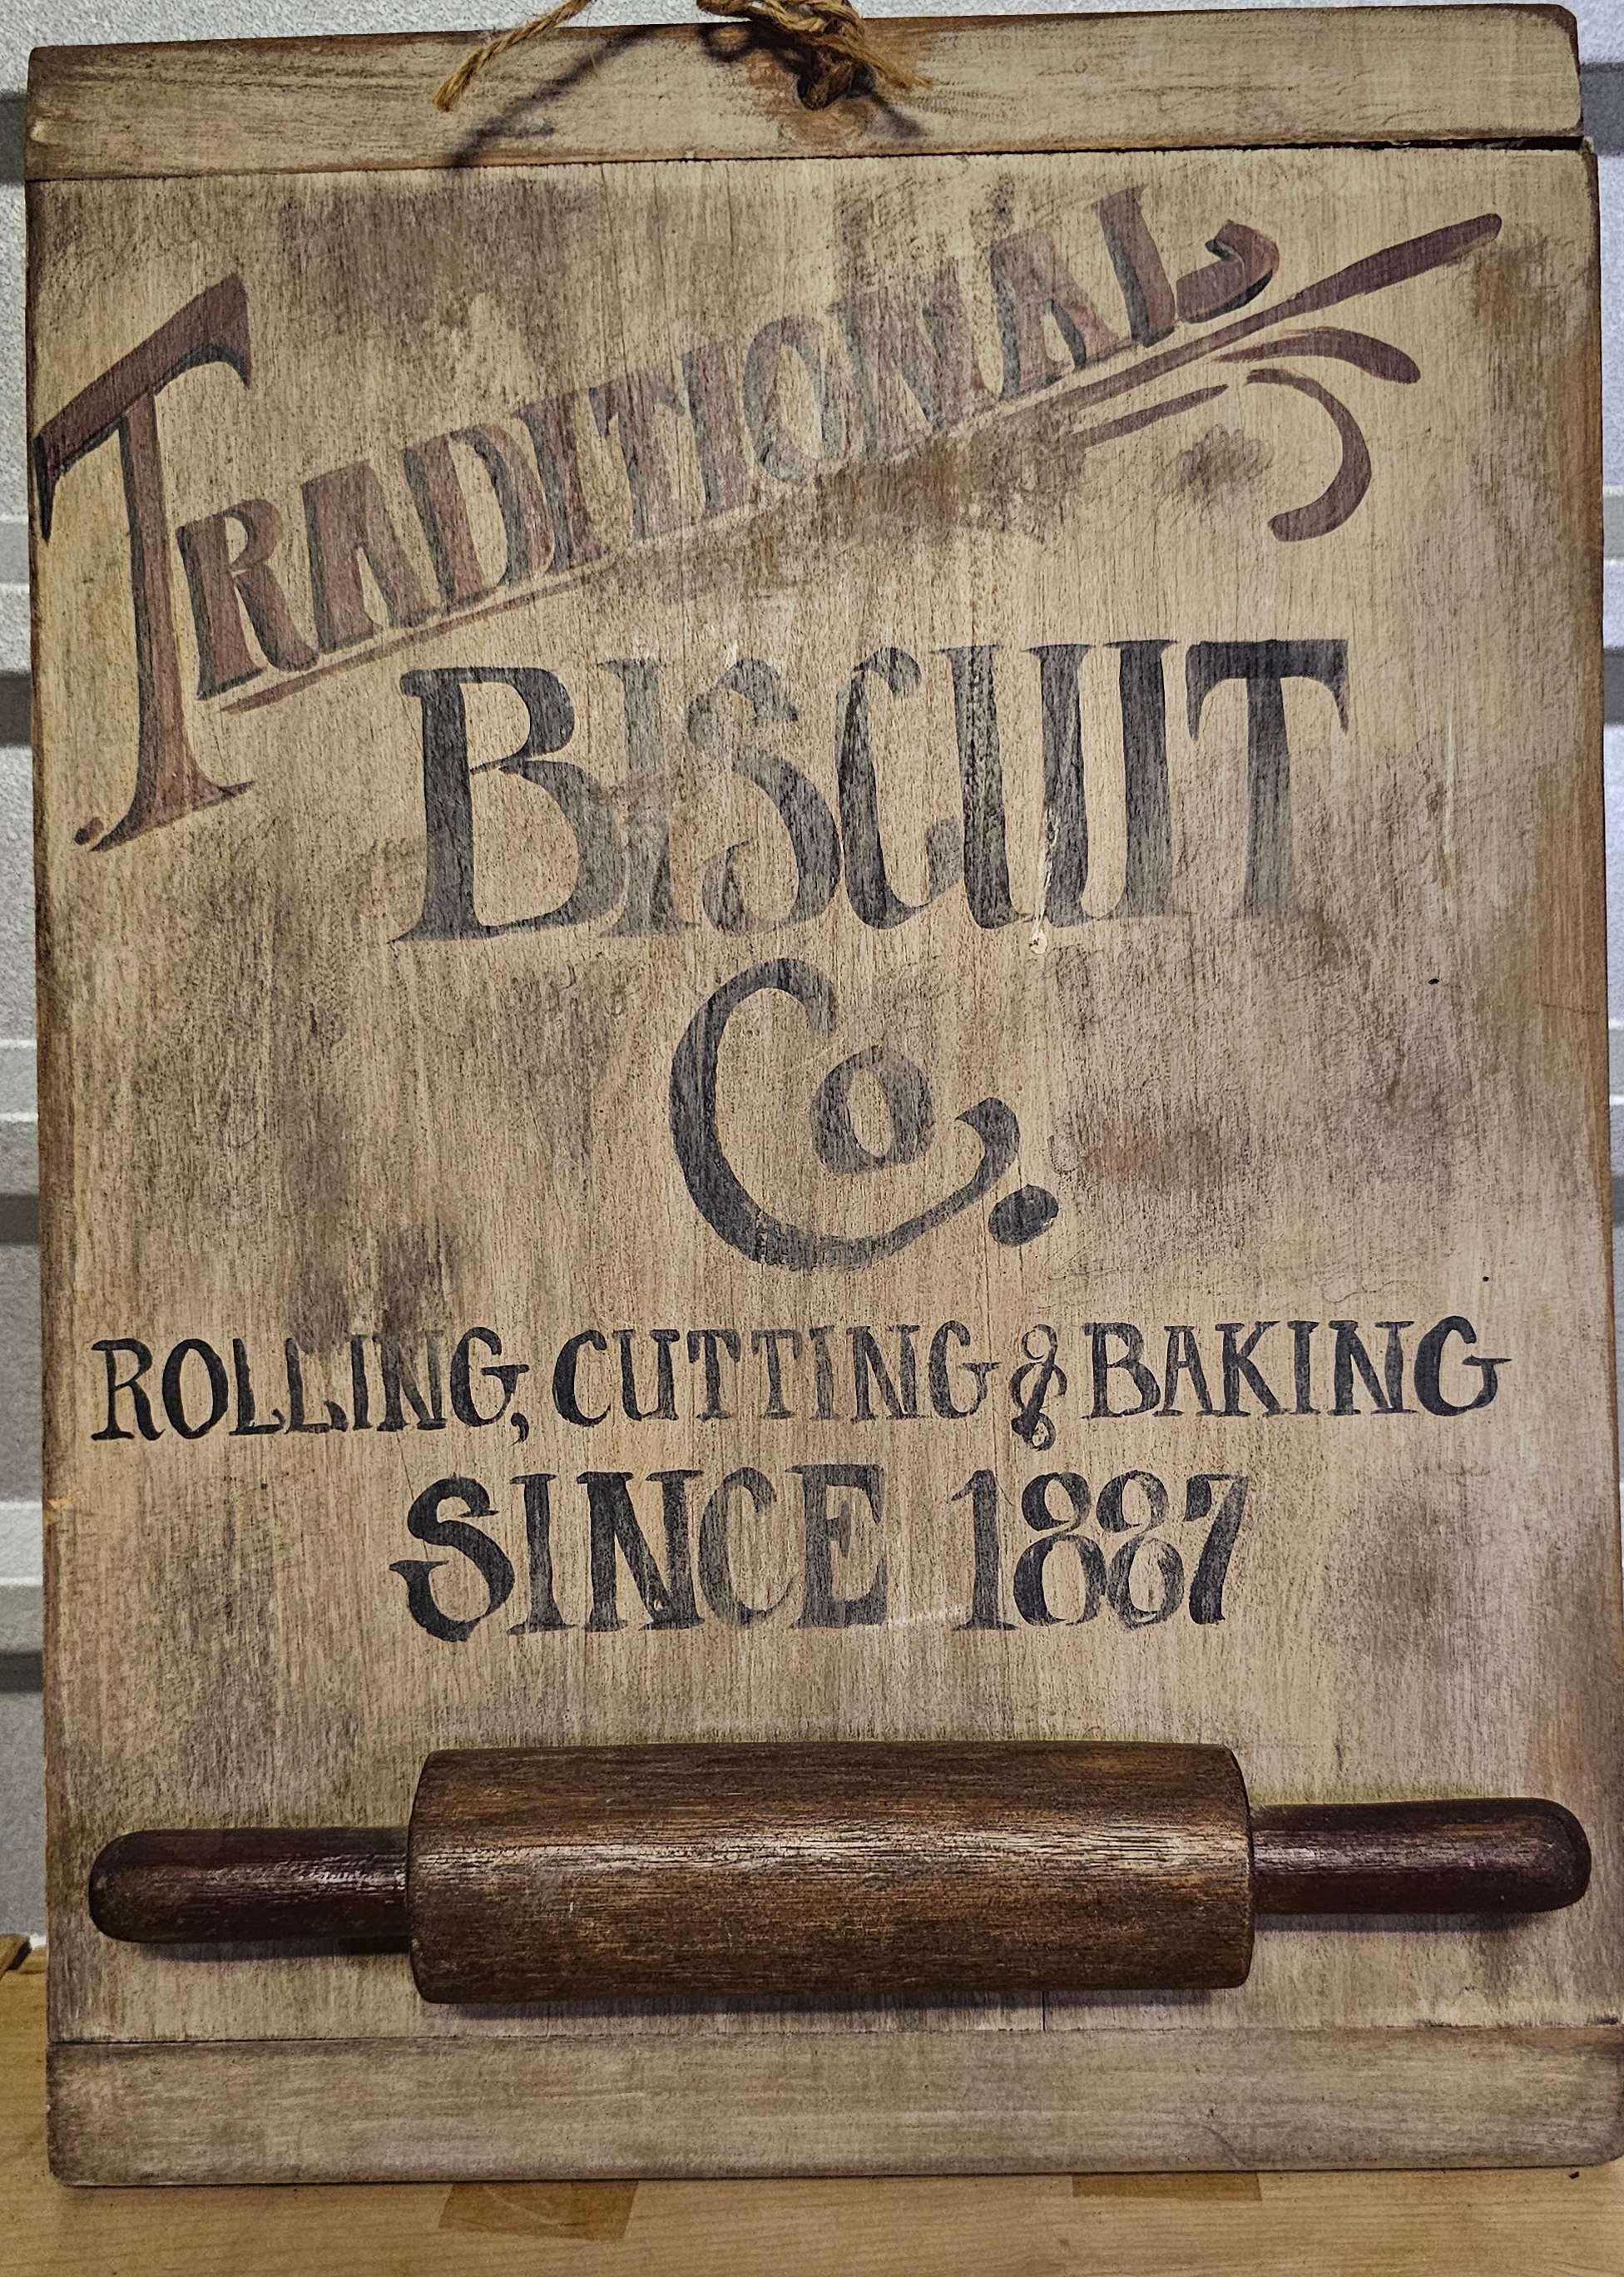 TRADITIONAL
BISCUIT
Co.
ROLLING, CUTTING & BAKING
SINCE 1887